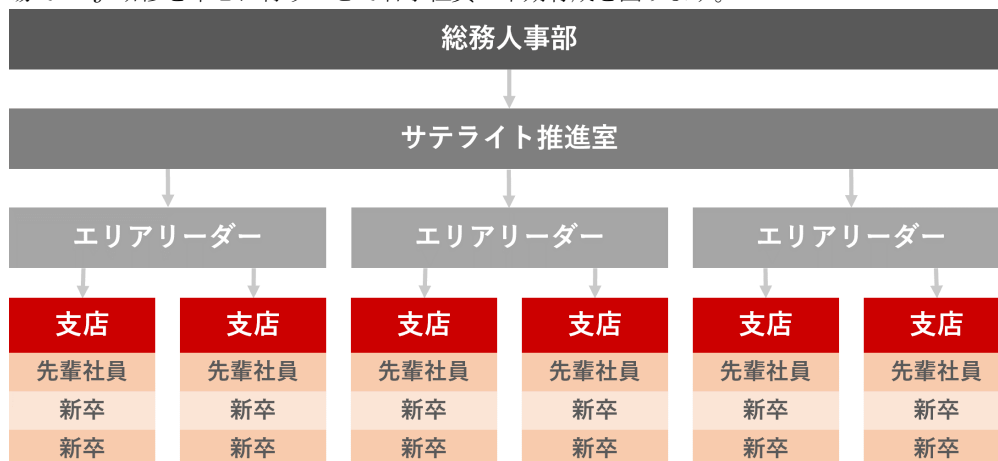 総務人事部
サテライト推進室
エリアリーダー エリアリーダー エリアリーダー
支店 支店 支店 支店 支店 支店
先輩社員 先輩社員 先輩社員 先輩社員 先輩社員 先輩社員
新卒 新卒 新卒 新卒 新卒 新卒
新卒 新卒 新卒 新卒 新卒 新卒